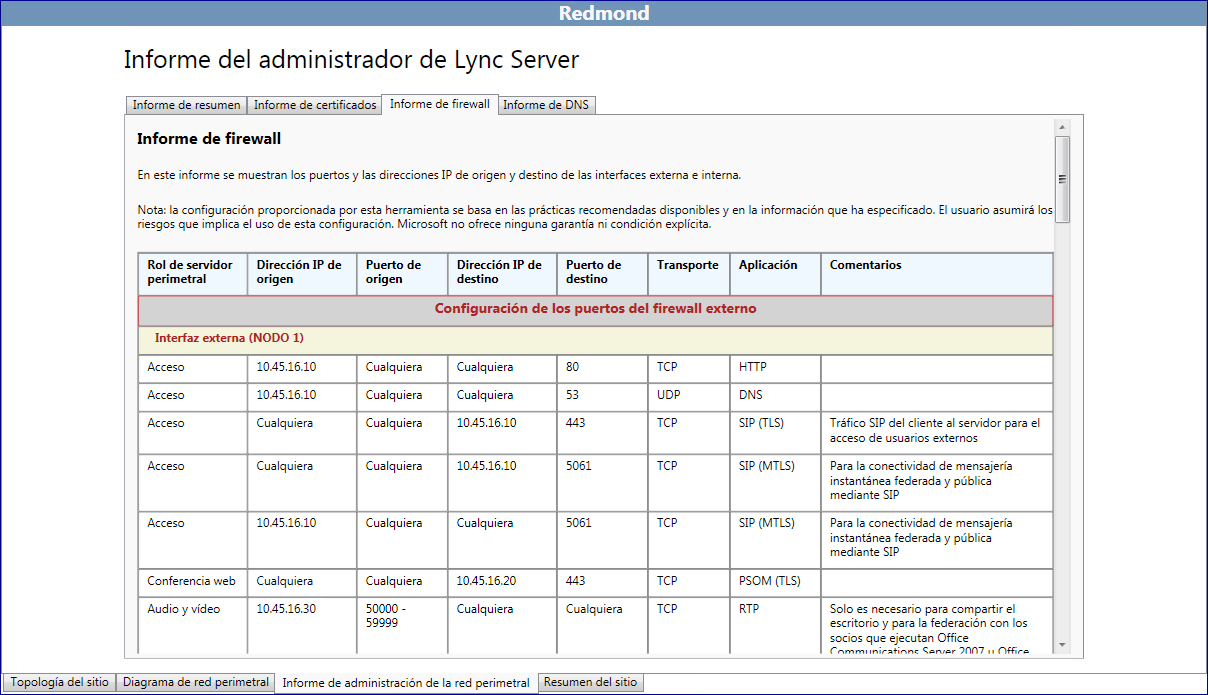 Redmond
Informe del administrador de Lync Server
Informe de resumen Informe de certificados Informe de firewall Informe de DNS
Informe de firewall
En este informe se muestran los puertos y las direcciones IP de origen y destino de las interfaces externa e interna.
Nota: la configuración proporcionada por esta herramienta se basa en las prácticas recomendadas disponibles y en la información que ha especificado. El usuario asumirá los
riesgos que implica el uso de esta configuración. Microsoft no ofrece ninguna garantía ni condición explícita.
Rol de servidor perimetral Dirección IP de origen Puerto de origen Dirección IP de destino Puerto de destino Transporte Aplicación Comentarios
Configuración de los puertos del firewall externo
Interfaz externa (NODO 1)
Acceso 10.45.16.10 Cualquiera Cualquiera 80 TCP HTTP
Acceso 10.45.16.10 Cualquiera Cualquiera 53 UDP DNS
Acceso Cualquiera Cualquiera 10.45.16.10 443 TCP SIP (TLS) Tráfico SIP del cliente al servidor para el
acceso de usuarios externos
Acceso Cualquiera Cualquiera 10.45.16.10 5061 TCP SIP (MTLS) Para la conectividad de mensajería
instantánea federada y pública
mediante SIP
Acceso 10.45.16.10 Cualquiera Cualquiera 5061 TCP SIP (MTLS) Para la conectividad de mensajería
instantánea federada y pública
mediante SIP
Conferencia web Cualquiera Cualquiera 10.45.16.20 443 TCP PSOM (TLS)
Audio y vídeo 10.45.16.30 50000 - 59999 Cualquiera Cualquiera TCP RTP Solo es necesario para compartir el
escritorio y para la federación con los
socios que ejecutan Office
Communications Server 2007 u Office
Topología del sitio Diagrama de red perimetral Informe de administración de la red perimetral Resumen del sitio